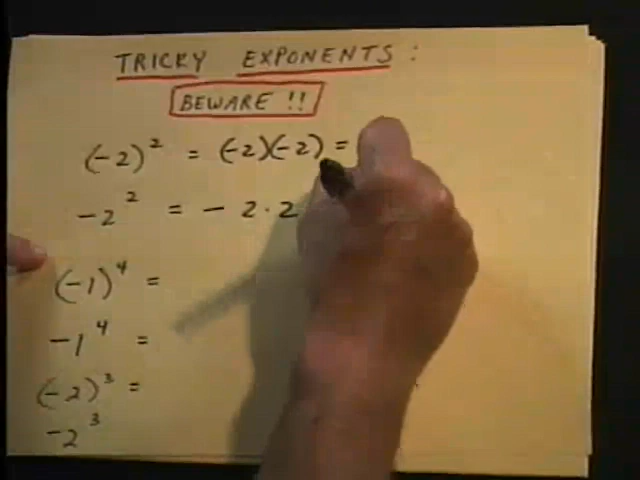 TRICKY EXPONENTS :
BEWARE !!
(-2)² = (-2)(-2) =
-2² = - 2 · 2
(-1)⁴ =
-1⁴ =
(-2)³ =
-2³